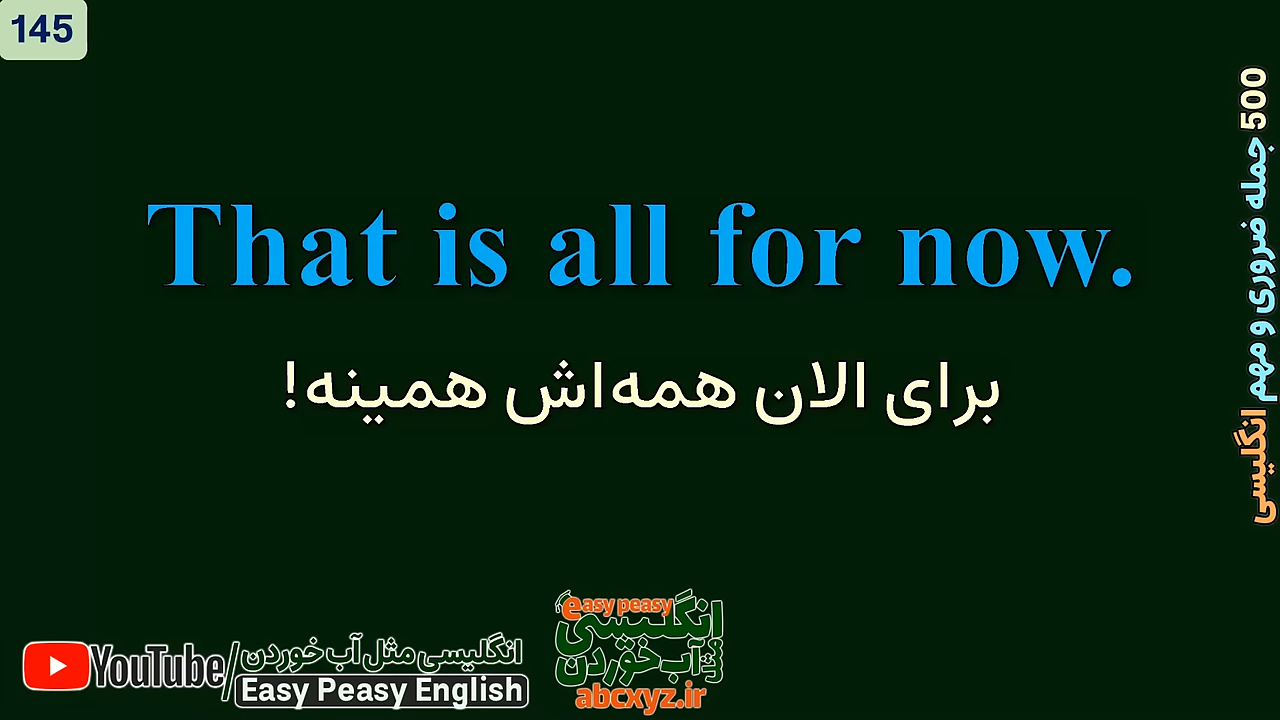 145
500 جمله ضروری و مهم انگلیسی
That is all for now.
برای الان همه‌اش همینه!
YouTube/انگلیسی مثل آب خوردن
Easy Peasy English
easy peasy
انگلیسی
مثل آب خوردن
abcxyz.ir